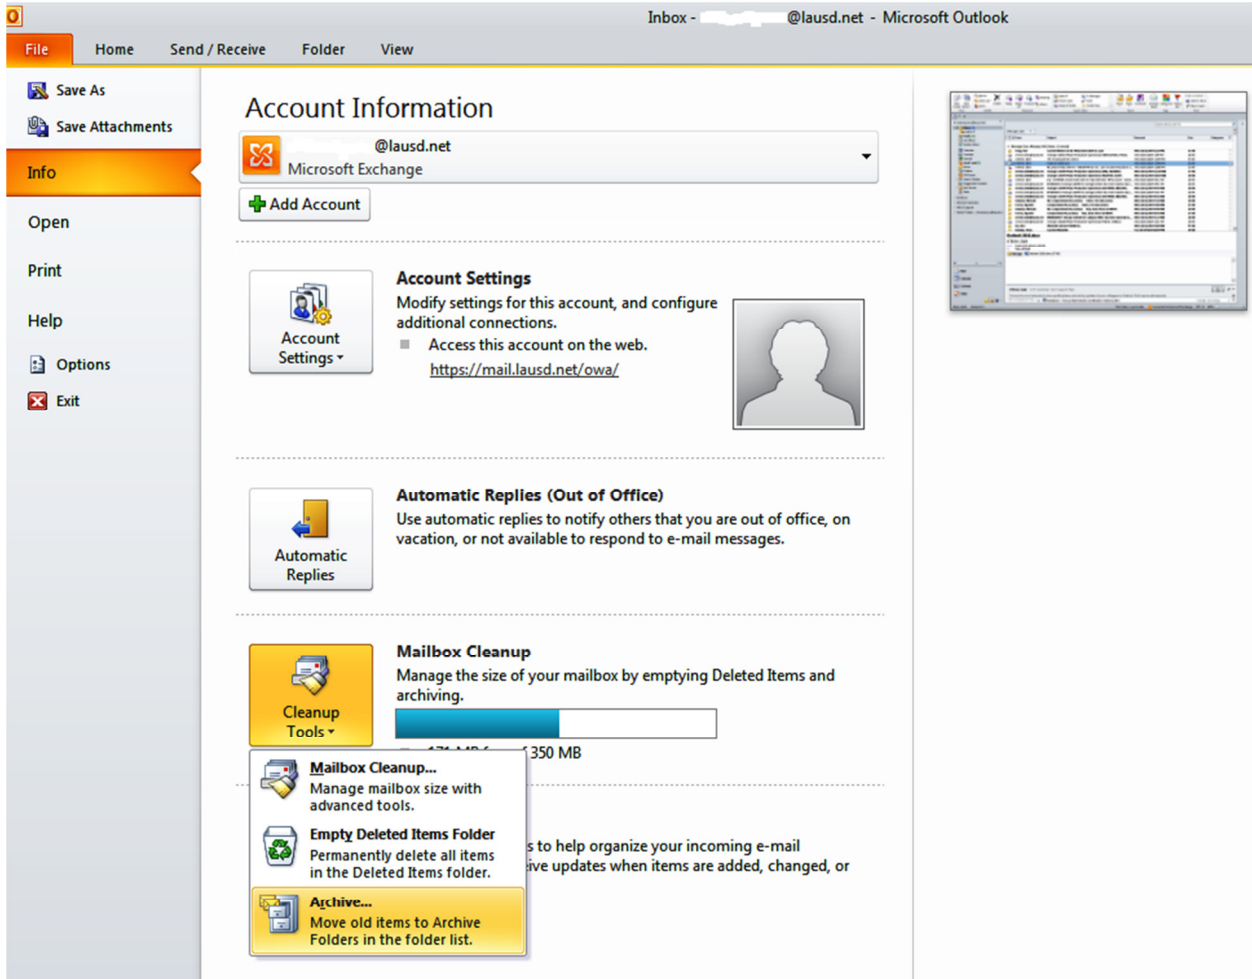 Inbox - @lausd.net - Microsoft Outlook
File Home Send / Receive Folder View
Save As
Save Attachments
Info
Open
Print
Help
Options
Exit
Account Information
@lausd.net
Microsoft Exchange
Add Account
Account Settings
Account Settings
Modify settings for this account, and configure
additional connections.
Access this account on the web.
https://mail.lausd.net/owa/
Automatic
Replies
Automatic Replies (Out of Office)
Use automatic replies to notify others that you are out of office, on
vacation, or not available to respond to e-mail messages.
Cleanup
Tools
Mailbox Cleanup
Manage the size of your mailbox by emptying Deleted Items and
archiving.
171 MB of 350 MB
Mailbox Cleanup...
Manage mailbox size with
advanced tools.
Empty Deleted Items Folder
Permanently delete all items
in the Deleted Items folder.
Archive...
Move old items to Archive
Folders in the folder list.
s to help organize your incoming e-mail
ive updates when items are added, changed, or